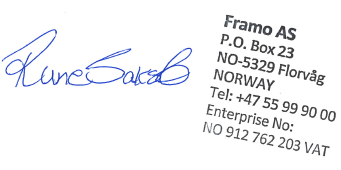 Framo AS
P.O. Box 23
NO-5329 Florvåg
NORWAY
Tel: +47 55 99 90 00
Enterprise No:
NO 912 762 203 VAT